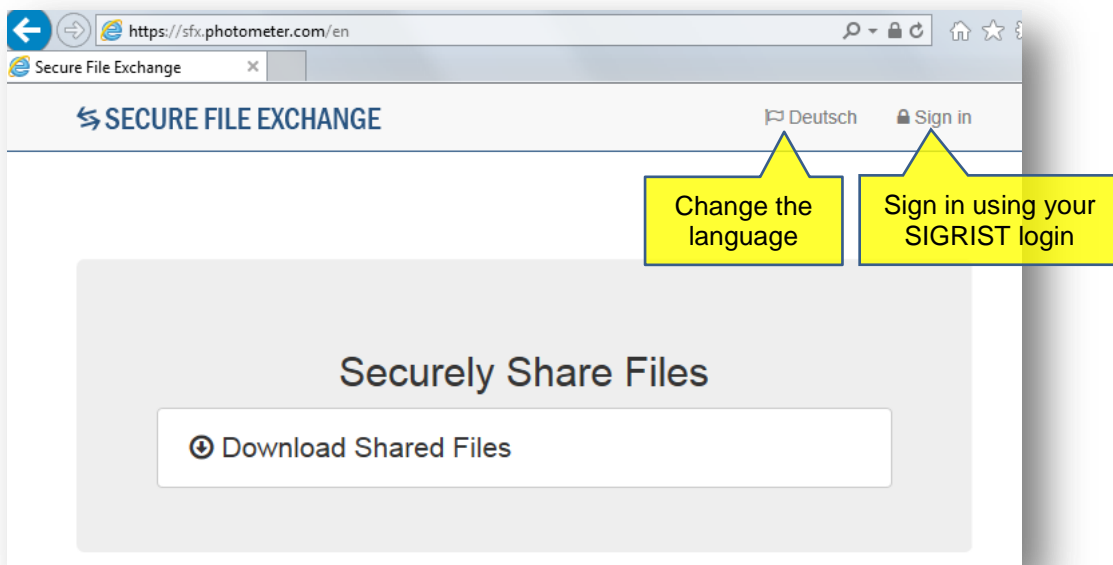 https://sfx.photometer.com/en
Secure File Exchange
SECURE FILE EXCHANGE
Deutsch
Sign in
Change the
language
Sign in using your
SIGRIST login
Securely Share Files
Download Shared Files